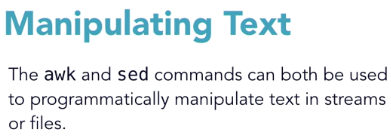 Manipulating Text
The awk and sed commands can both be used
to programmatically manipulate text in streams
or files.